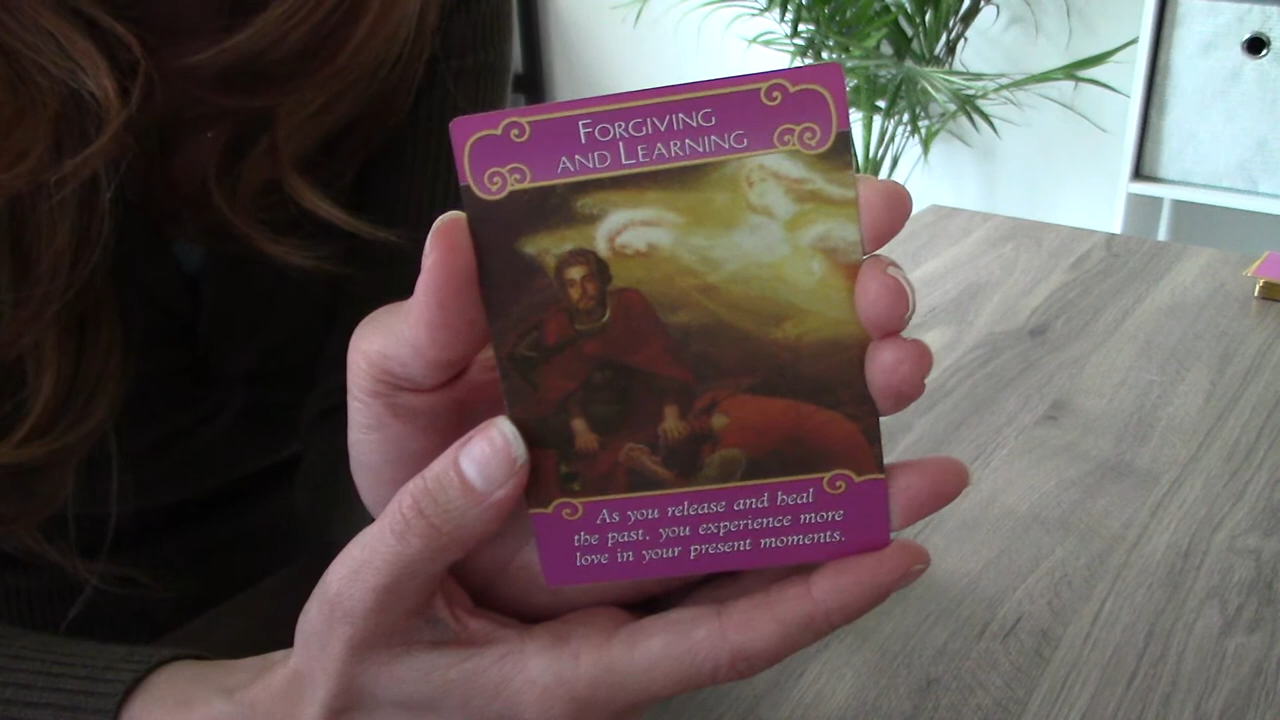 FORGIVING
AND LEARNING
As you release and heal
the past, you experience more
love in your present moments.